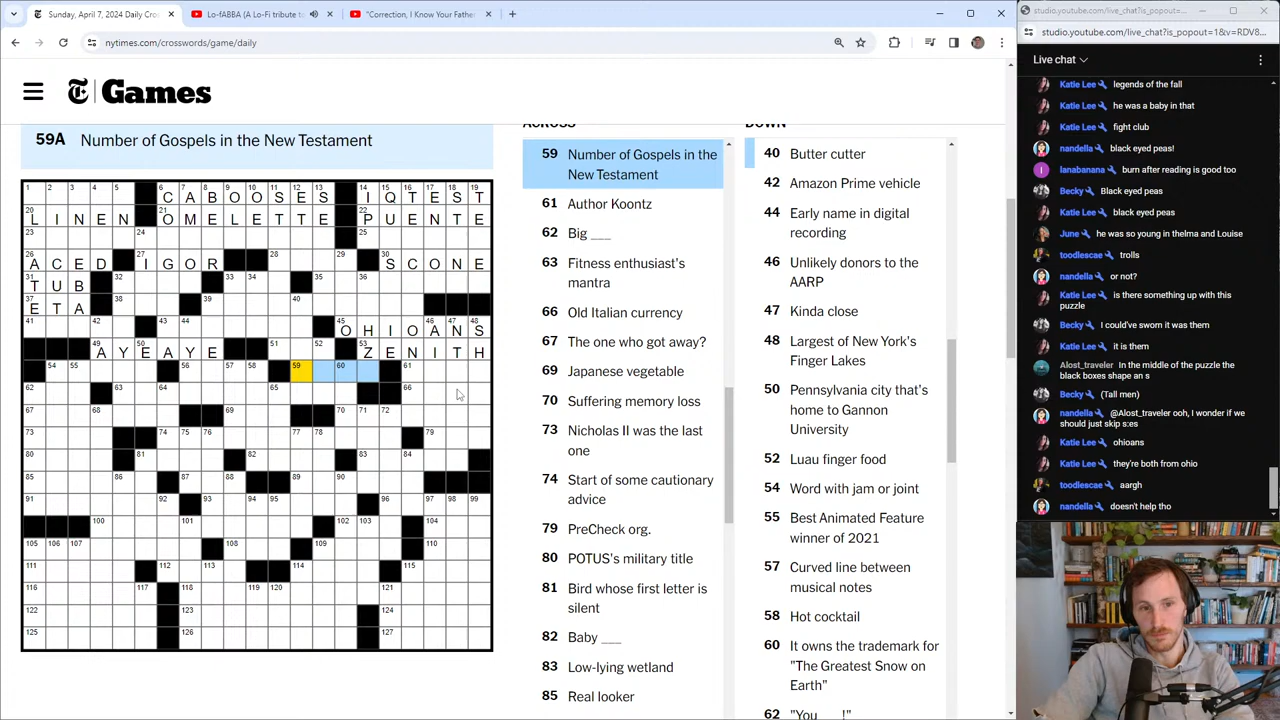 Sunday, April 7, 2024 Daily Cro
Lo-fABBA (A Lo-Fi tribute to
"Correction, I Know Your Father
studio.youtube.com/live_chat?is_popout=...
nytimes.com/crosswords/game/daily
studio.youtube.com/live_chat?is_popout=1&v=RDV8...
Live chat
T Games
59A Number of Gospels in the New Testament
ACROSS
59 Number of Gospels in the
New Testament
61 Author Koontz
62 Big ___
63 Fitness enthusiast's
mantra
66 Old Italian currency
67 The one who got away?
69 Japanese vegetable
70 Suffering memory loss
73 Nicholas II was the last
one
74 Start of some cautionary
advice
79 PreCheck org.
80 POTUS's military title
81 Bird whose first letter is
silent
82 Baby ___
83 Low-lying wetland
85 Real looker
DOWN
40 Butter cutter
42 Amazon Prime vehicle
44 Early name in digital
recording
46 Unlikely donors to the
AARP
47 Kinda close
48 Largest of New York's
Finger Lakes
50 Pennsylvania city that's
home to Gannon
University
52 Luau finger food
54 Word with jam or joint
55 Best Animated Feature
winner of 2021
57 Curved line between
musical notes
58 Hot cocktail
60 It owns the trademark for
"The Greatest Snow on
Earth"
62 "You ___ !"
CABOOSES IQTEST
LINEN OMELETTE PUENTE
ACED IGOR SCONE
TUB
ETA
OHIOANS
AYEAYE ZENITH
Katie Lee legends of the fall
Katie Lee he was a baby in that
Katie Lee fight club
nandella black eyed peas!
lanabanana burn after reading is good too
Becky Black eyed peas
Katie Lee black eyed peas
June he was so young in thelma and Louise
toodlescae trolls
nandella or not?
Katie Lee is there something up with this
puzzle
Becky I could've sworn it was them
Katie Lee it is them
Alost_traveler In the middle of the puzzle the
black boxes shape an s
Becky (Tall men)
nandella @Alost_traveler ooh, I wonder if we
should just skip s:es
Katie Lee ohioans
Katie Lee they're both from ohio
toodlescae aargh
nandella doesn't help tho